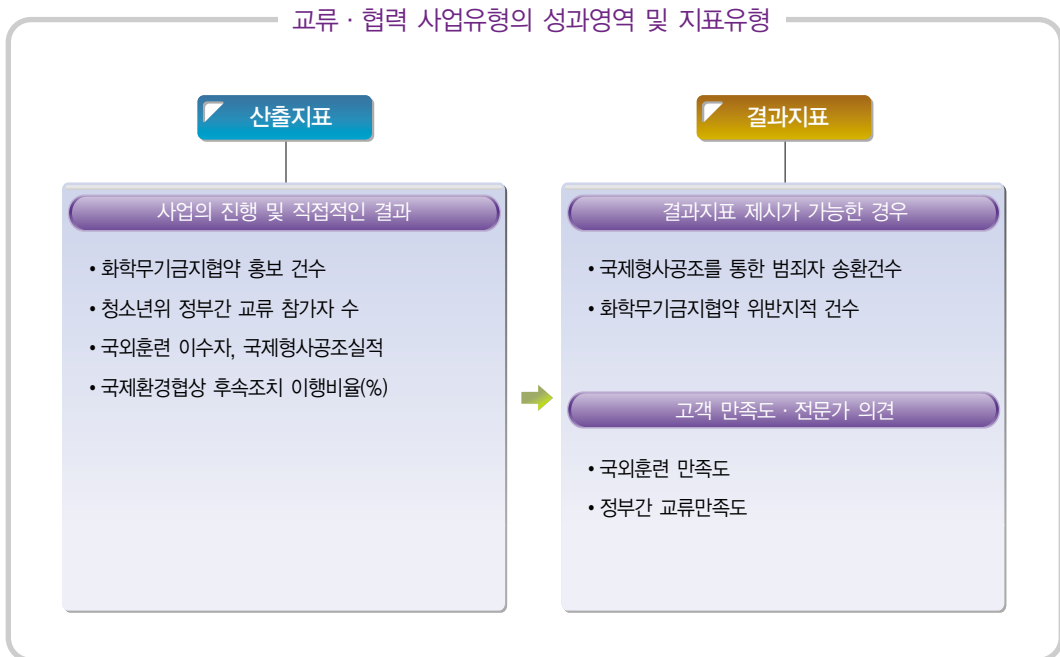 교류 · 협력 사업유형의 성과영역 및 지표유형
산출지표
사업의 진행 및 직접적인 결과
• 화학무기금지협약 홍보 건수
• 청소년위 정부간 교류 참가자 수
• 국외훈련 이수자, 국제형사공조실적
• 국제환경협상 후속조치 이행비율(%)
결과지표
결과지표 제시가 가능한 경우
• 국제형사공조를 통한 범죄자 송환건수
• 화학무기금지협약 위반지적 건수
고객 만족도 · 전문가 의견
• 국외훈련 만족도
• 정부간 교류만족도